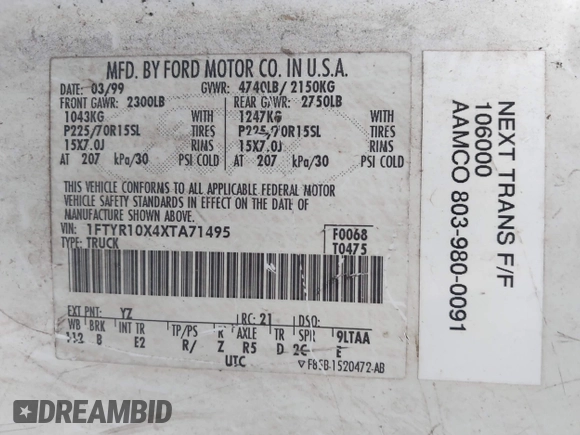 MFD. BY FORD MOTOR CO. IN U.S.A.
DATE: 03/99 GVWR: 4740LB/ 2150KG
FRONT GAWR: 2300LB REAR GAWR: 2750LB
1043KG WITH 1247KG WITH
P225/70R15SL TIRES P225/70R15SL TIRES
15X7.0J RIMS 15X7.0J RIMS
AT 207 kPa/30 PSI COLD AT 207 kPa/30 PSI COLD
THIS VEHICLE CONFORMS TO ALL APPLICABLE FEDERAL MOTOR
VEHICLE SAFETY STANDARDS IN EFFECT ON THE DATE OF
MANUFACTURE SHOWN ABOVE.
VIN: 1FTYR10X4XTA71495 F0068
TYPE: TRUCK T0475
EXT PNT: YZ RC: 21 DSO:
WB BRK INT TR TP/PS R AXLE TR SPR 9LTAA
112 B E2 R/ Z R5 D E
UTC F85B-1520472-AB
NEXT TRANS F/F
106000
AAMCO 803-980-0091
DREAMBID